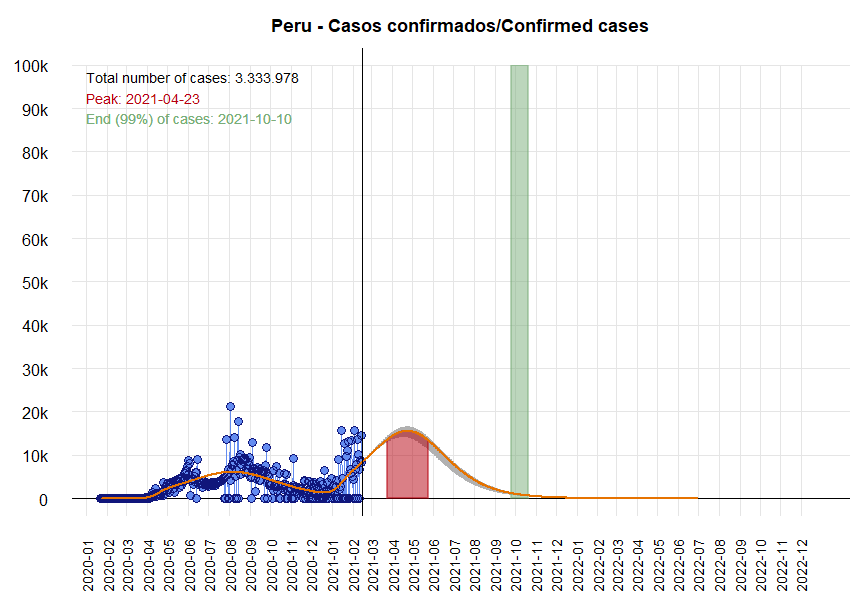 Peru - Casos confirmados/Confirmed cases
Total number of cases: 3.333.978
Peak: 2021-04-23
End (99%) of cases: 2021-10-10
100k
90k
80k
70k
60k
50k
40k
30k
20k
10k
0
2020-01
2020-02
2020-03
2020-04
2020-05
2020-06
2020-07
2020-08
2020-09
2020-10
2020-11
2020-12
2021-01
2021-02
2021-03
2021-04
2021-05
2021-06
2021-07
2021-08
2021-09
2021-10
2021-11
2021-12
2022-02
2022-03
2022-04
2022-05
2022-06
2022-07
2022-08
2022-09
2022-10
2022-11
2022-12